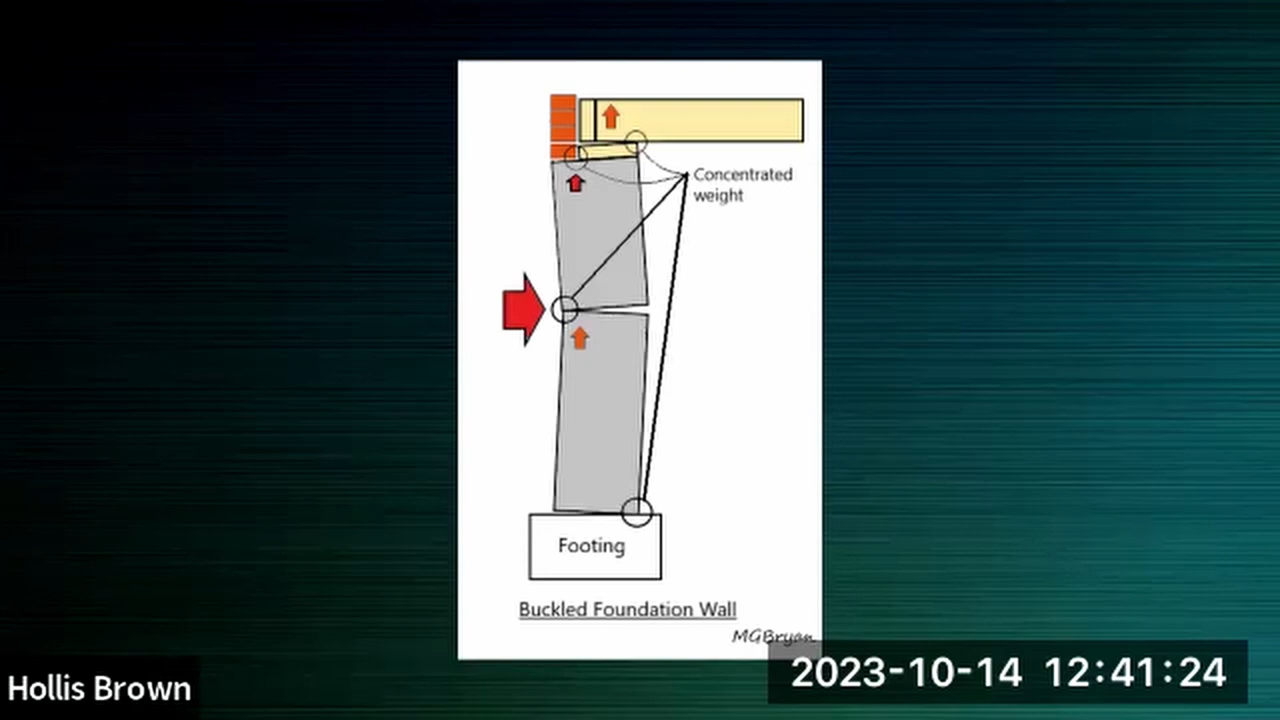 Concentrated
weight
Footing
Buckled Foundation Wall
MGBryan
Hollis Brown
2023-10-14 12:41:24